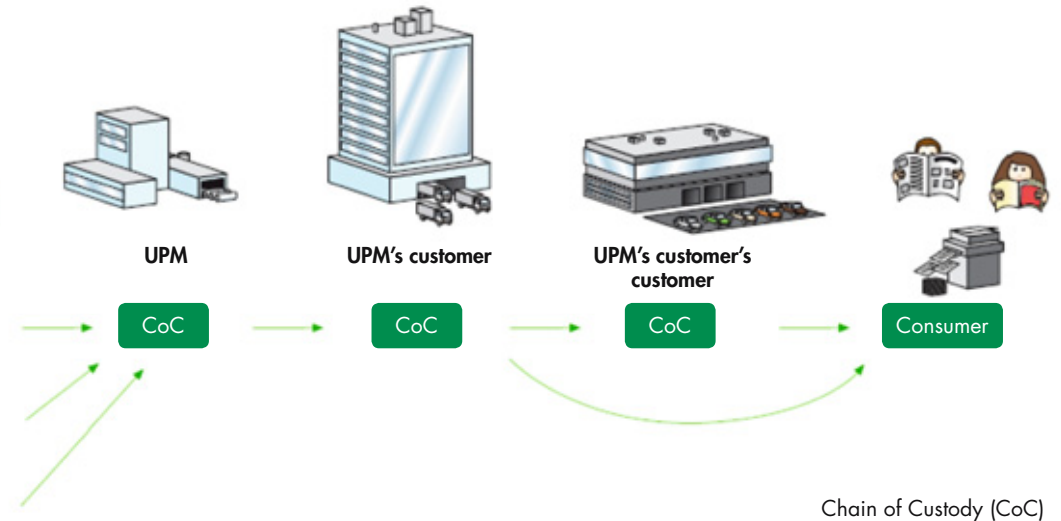 UPM
UPM's customer
UPM's customer's
customer
CoC
CoC
CoC
Consumer
Chain of Custody (CoC)